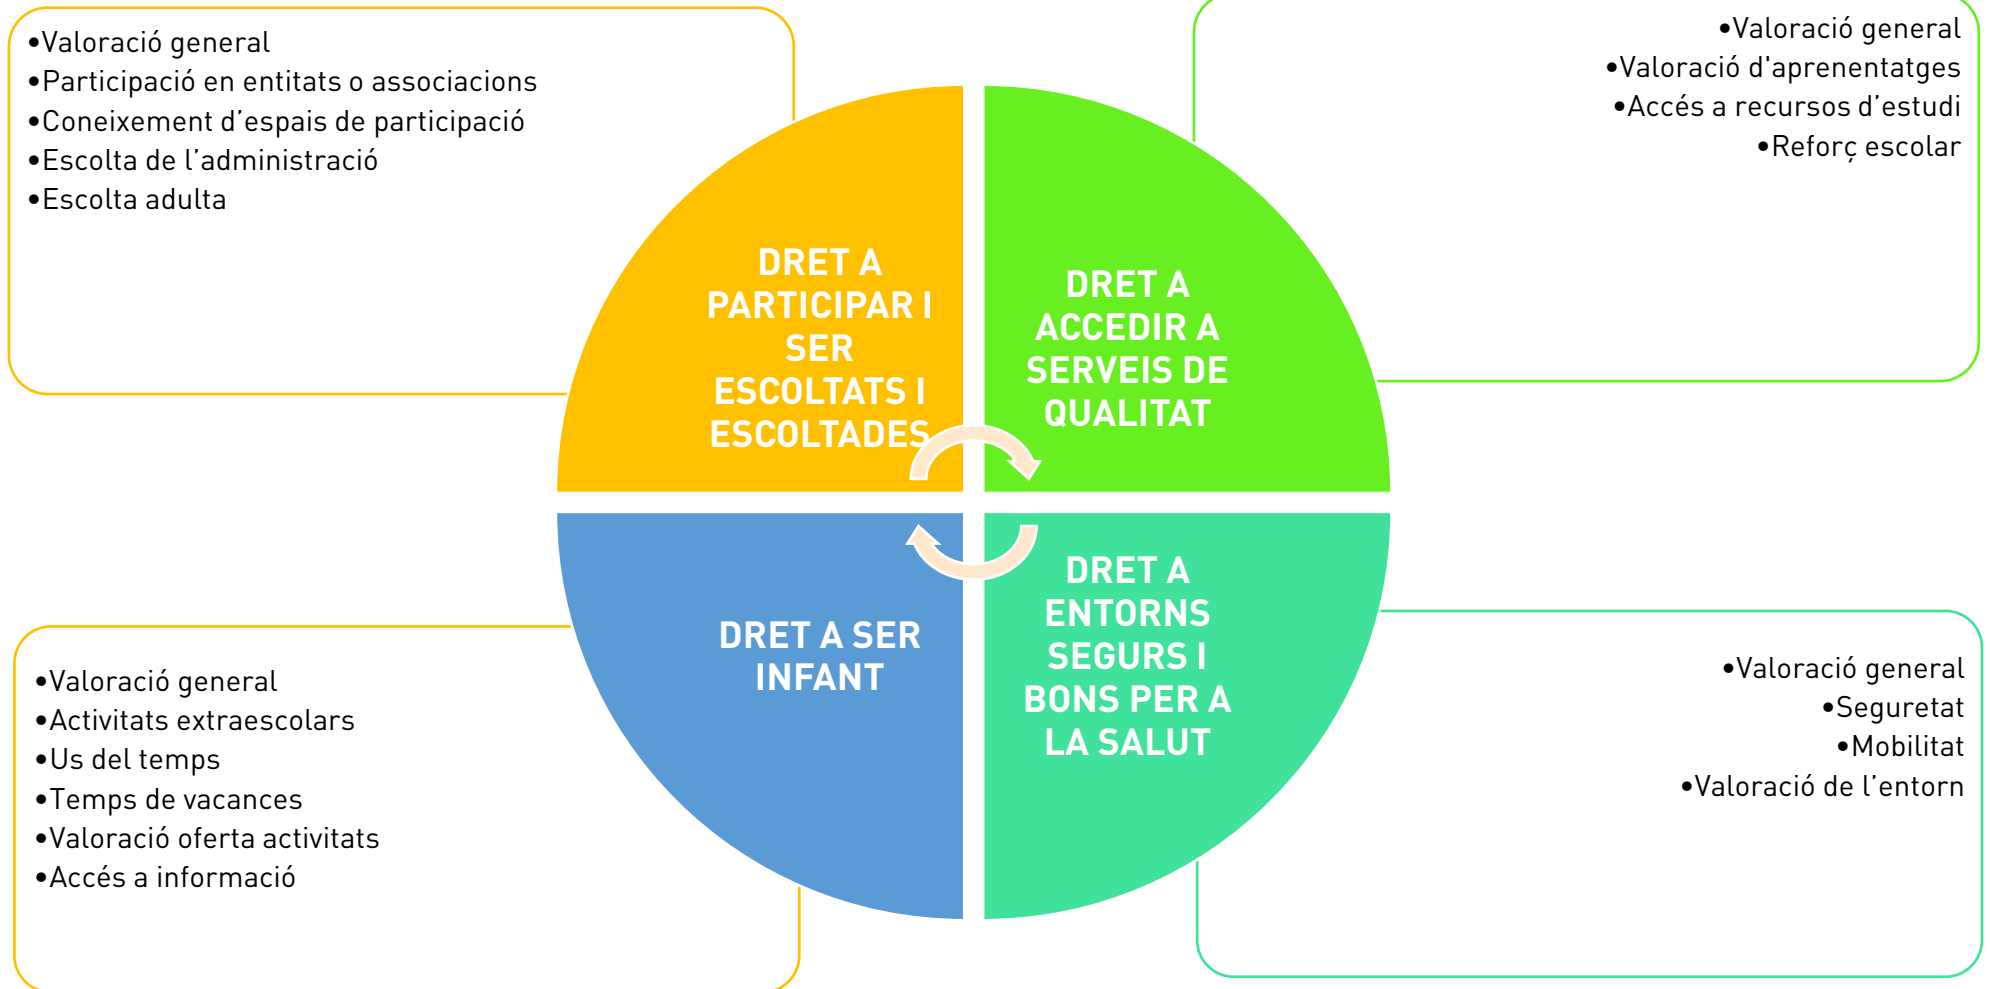 •Valoració general
•Participació en entitats o associacions
•Coneixement d’espais de participació
•Escolta de l’administració
•Escolta adulta
•Valoració general
•Valoració d'aprenentatges
•Accés a recursos d’estudi
•Reforç escolar
DRET A
PARTICIPAR I
SER
ESCOLTATS I
ESCOLTADES
DRET A
ACCEDIR A
SERVEIS DE
QUALITAT
DRET A SER
INFANT
DRET A
ENTORNS
SEGURS I
BONS PER A
LA SALUT
•Valoració general
•Activitats extraescolars
•Us del temps
•Temps de vacances
•Valoració oferta activitats
•Accés a informació
•Valoració general
•Seguretat
•Mobilitat
•Valoració de l’entorn